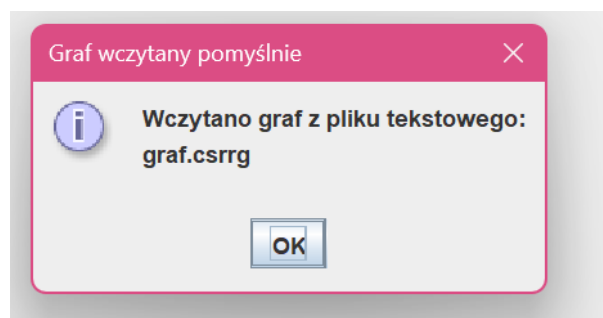 Graf wczytany pomyślnie
Wczytano graf z pliku tekstowego:
graf.csrrg
OK